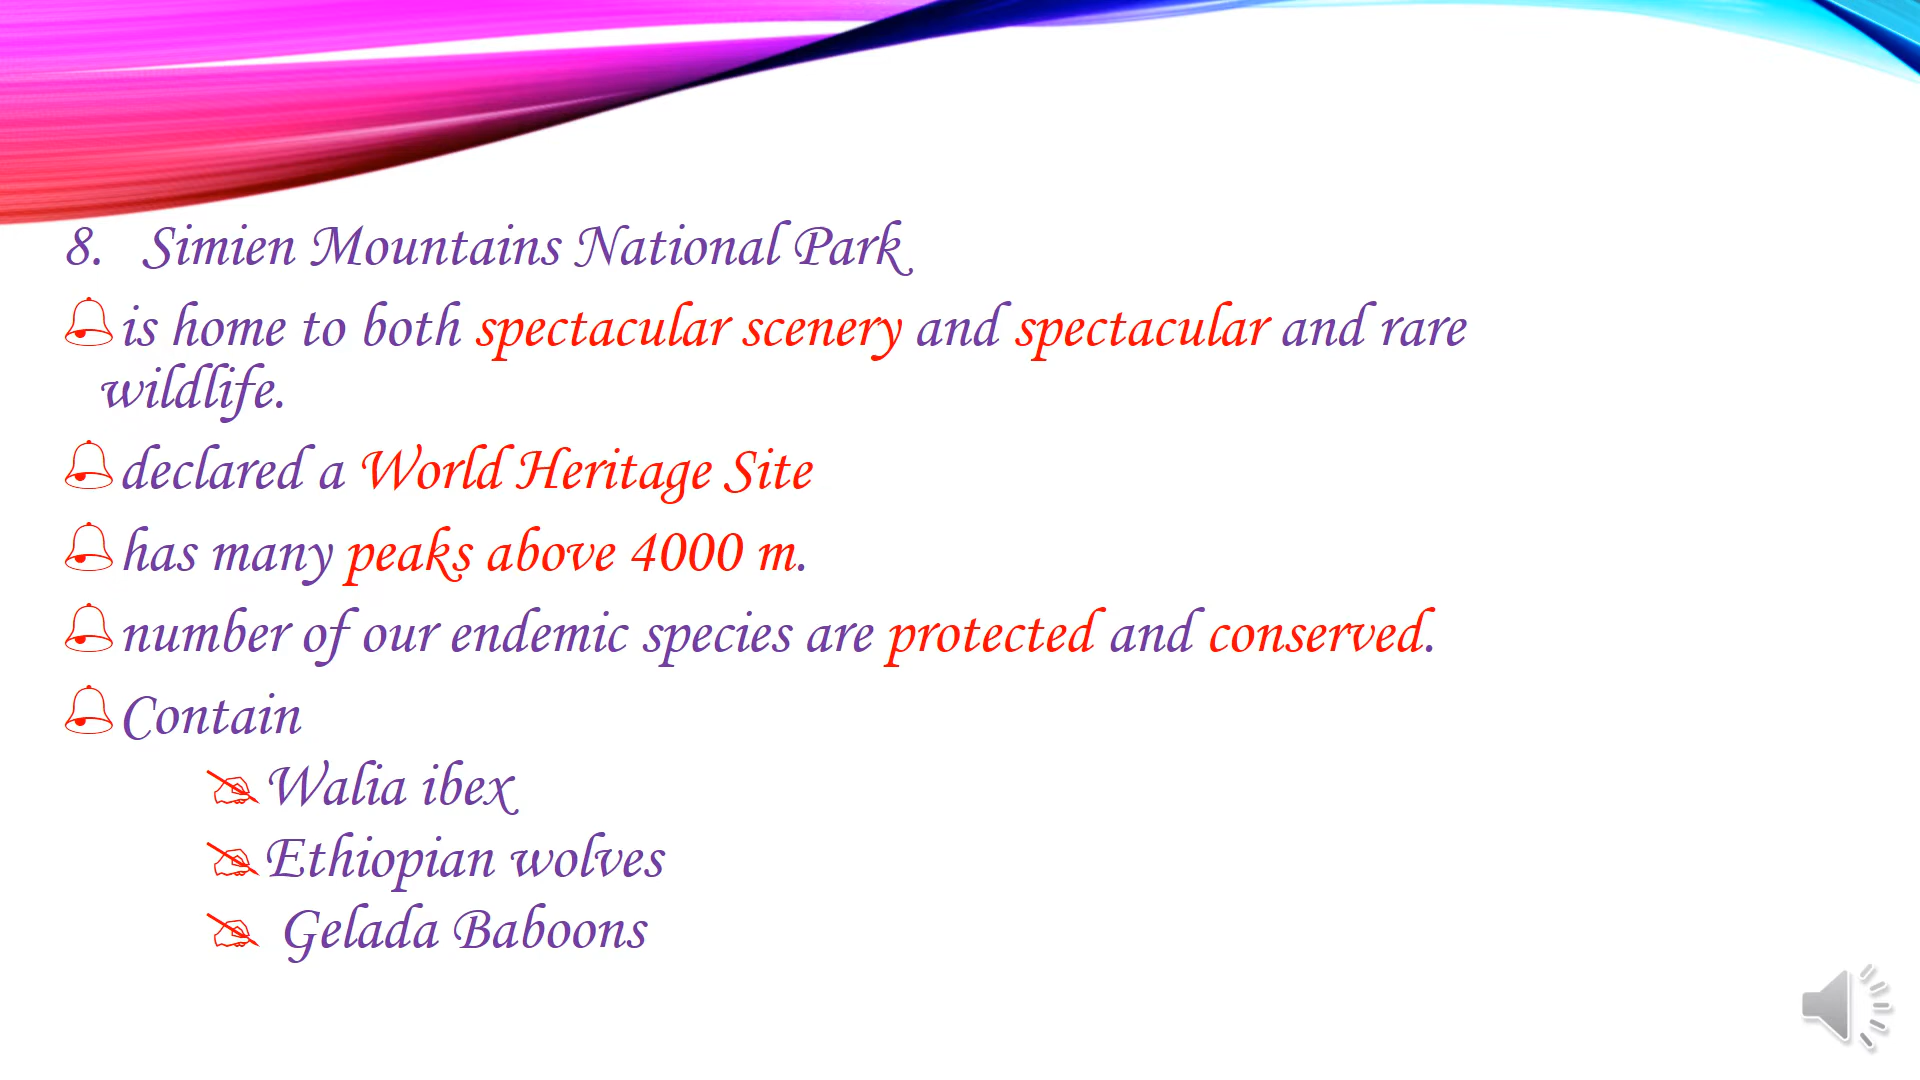 8. Simien Mountains National Park
is home to both spectacular scenery and spectacular and rare
wildlife.
declared a World Heritage Site
has many peaks above 4000 m.
number of our endemic species are protected and conserved.
Contain
Walia ibex
Ethiopian wolves
Gelada Baboons